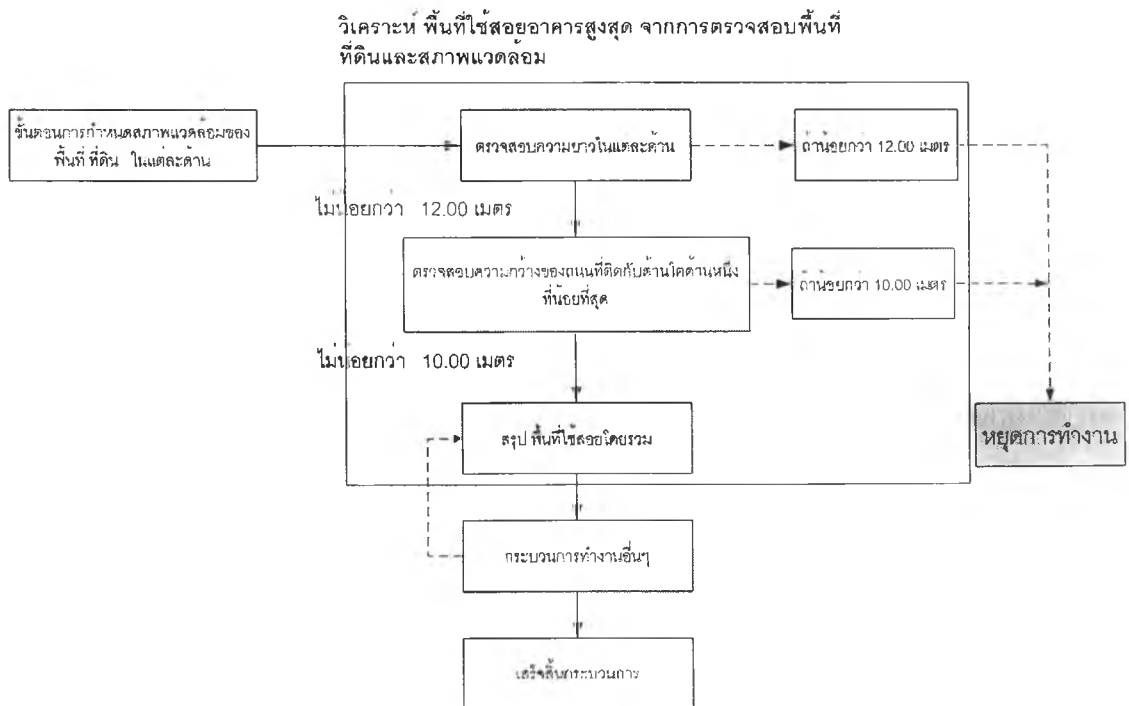 วิเคราะห์ พื้นที่ใช้สอยอาคารสูงสุด จากการตรวจสอบพื้นที่
ที่ดินและสภาพแวดล้อม
ขั้นตอนการกำหนดสภาพแวดล้อมของ
พื้นที่ ที่ดิน ในแต่ละด้าน
ตรวจสอบความยาวในแต่ละด้าน
ถ้าน้อยกว่า 12.00 เมตร
ไม่น้อยกว่า 12.00 เมตร
ตรวจสอบความกว้างของถนนที่ติดกับด้านใดด้านหนึ่ง
ที่น้อยที่สุด
ถ้าน้อยกว่า 10.00 เมตร
ไม่น้อยกว่า 10.00 เมตร
สรุป พื้นที่ใช้สอยโดยรวม
หยุดการทำงาน
กระบวนการทำงานอื่นๆ
เสร็จสิ้นกระบวนการ